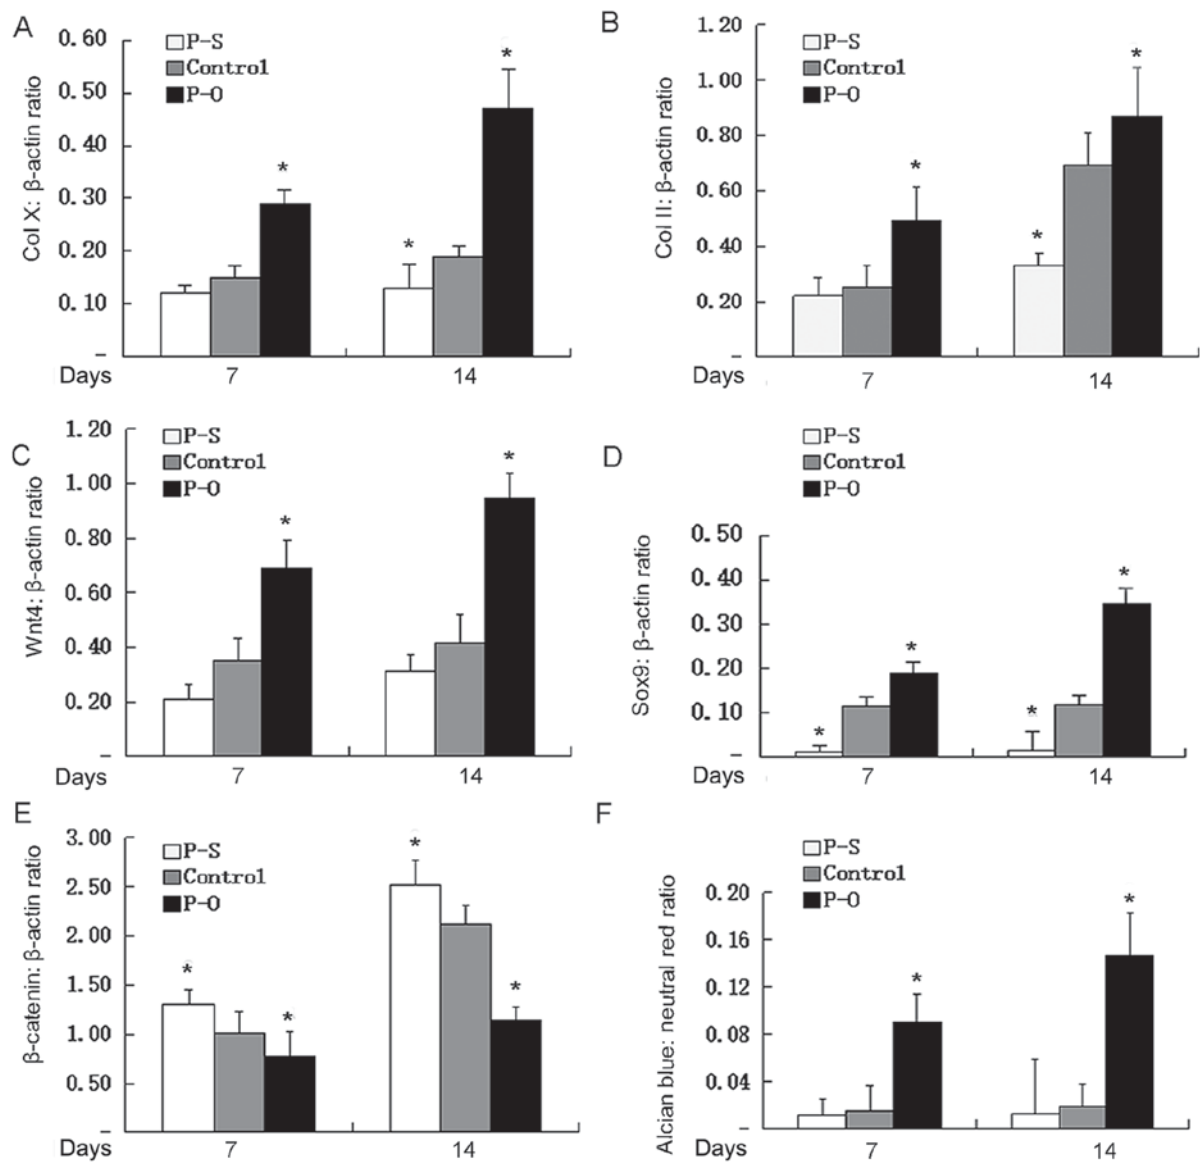 A
0.60
0.50
0.40
0.30
0.20
0.10
–
Col X: β-actin ratio
P-S
Control
P-O
*
*
*
Days
7
14
B
1.20
1.00
0.80
0.60
0.40
0.20
–
Col II: β-actin ratio
P-S
Control
P-O
*
*
*
Days
7
14
C
1.20
1.00
0.80
0.60
0.40
0.20
–
Wnt4: β-actin ratio
P-S
Control
P-O
*
*
Days
7
14
D
P-S
Control
P-O
0.50
0.40
0.30
0.20
0.10
–
Sox9: β-actin ratio
*
*
*
*
Days
7
14
E
3.00
2.50
2.00
1.50
1.00
0.50
–
β-catenin: β-actin ratio
P-S
Control
P-O
*
*
*
*
Days
7
14
F
P-S
Control
P-O
0.20
0.16
0.12
0.08
0.04
–
Alcian blue: neutral red ratio
*
*
Days
7
14